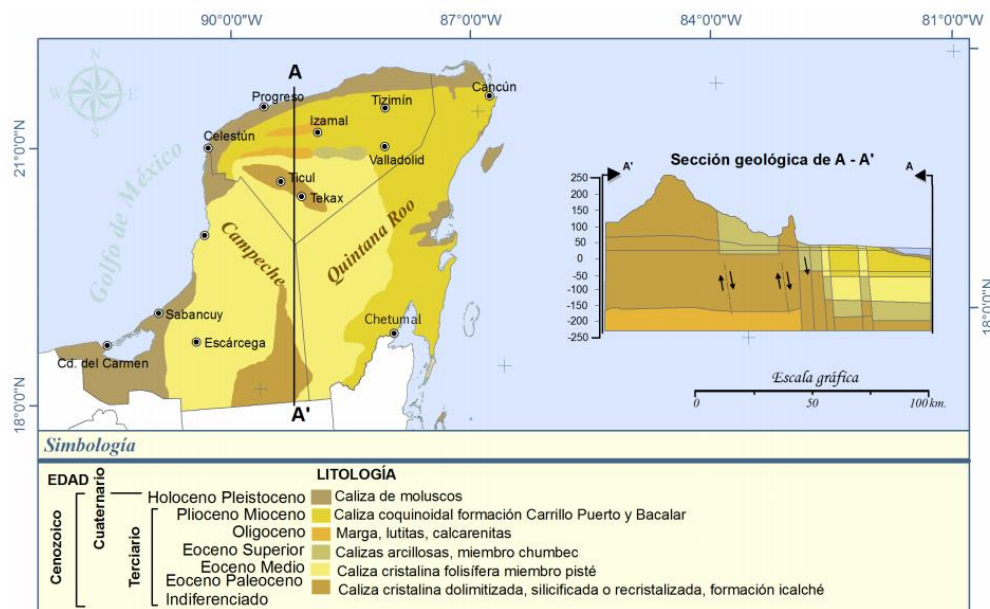 90°0'0"W 87°0'0"W 84°0'0"W 81°0'0"W
21°0'0"N
18°0'0"N
18°0'0"N
N
W E
S
Golfo de México
A
Progreso
Tizimín
Cancún
Izamal
Celestún
Valladolid
Ticul
Tekax
Campeche
Quintana Roo
Sabancuy
Chetumal
Escárcega
Cd. del Carmen
A'
Sección geológica de A - A'
A' A
250
200
150
100
50
0
-50
-100
-150
-200
-250
Escala gráfica
0 50 100 km.
Simbología
EDAD LITOLOGÍA
Cenozoico
Cuaternario
Terciario
Holoceno Pleistoceno Caliza de moluscos
Plioceno Mioceno Caliza coquinoidal formación Carrillo Puerto y Bacalar
Oligoceno Marga, lutitas, calcarenitas
Eoceno Superior Calizas arcillosas, miembro chumbec
Eoceno Medio Caliza cristalina folisífera miembro pisté
Eoceno Paleoceno Caliza cristalina dolimitizada, silicificada o recristalizada, formación icalché
Indiferenciado